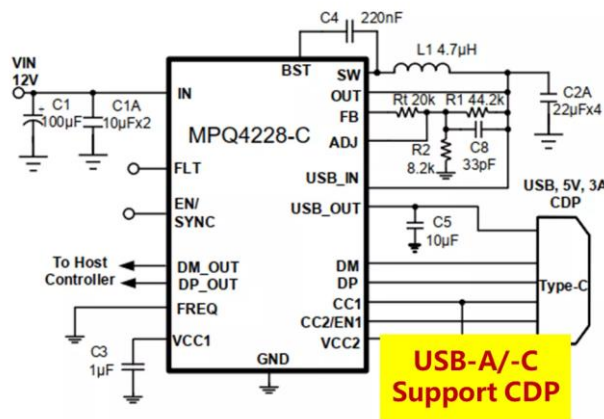 C4
220nF
VIN
12V
BST
SW
L1 4.7µH
C1
100µF
C1A
10µFx2
IN
OUT
Rt 20k
R1 44.2k
C2A
22µFx4
FB
MPQ4228-C
ADJ
R2
8.2k
C8
33pF
FLT
USB_IN
EN/
SYNC
USB_OUT
USB, 5V, 3A
CDP
C5
10µF
To Host
Controller
DM_OUT
DP_OUT
DM
DP
Type-C
FREQ
CC1
CC2/EN1
VCC1
VCC2
C3
1µF
GND
USB-A/-C
Support CDP